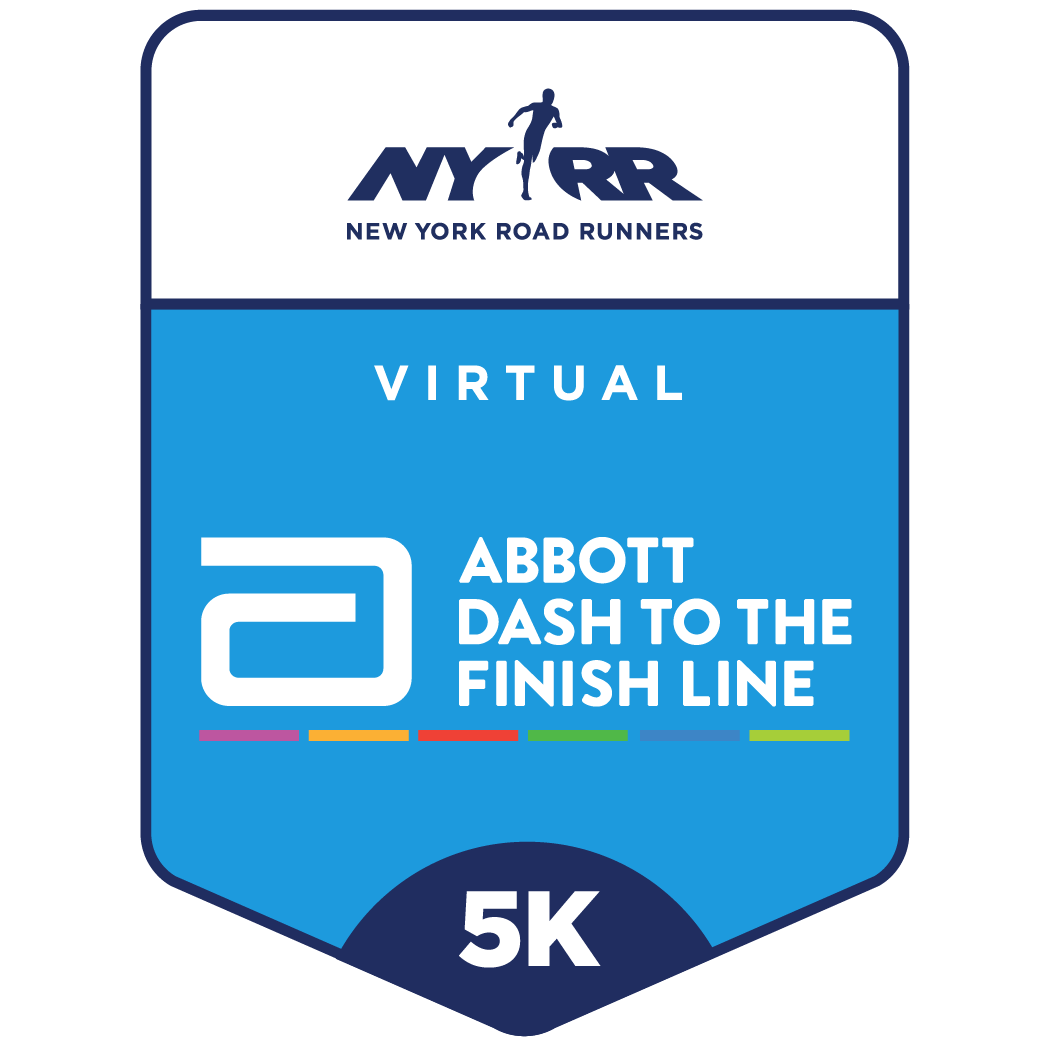 NYRR
NEW YORK ROAD RUNNERS
VIRTUAL
a
ABBOTT
DASH TO THE
FINISH LINE
5K